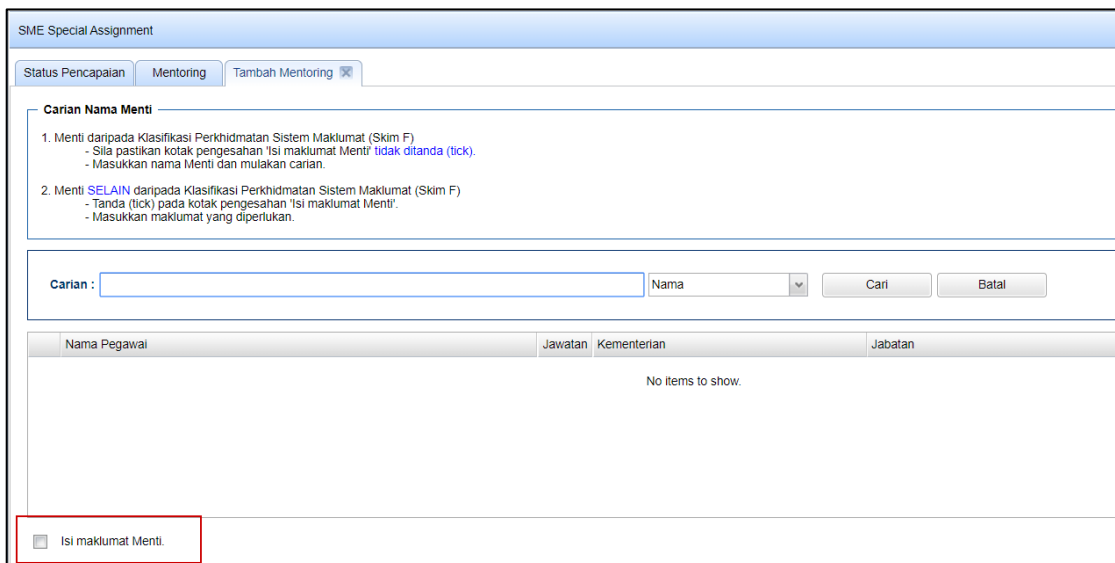 SME Special Assignment
Status Pencapaian Mentoring Tambah Mentoring
Carian Nama Menti
1. Menti daripada Klasifikasi Perkhidmatan Sistem Maklumat (Skim F)
- Sila pastikan kotak pengesahan 'Isi maklumat Menti' tidak ditanda (tick).
- Masukkan nama Menti dan mulakan carian.
2. Menti SELAIN daripada Klasifikasi Perkhidmatan Sistem Maklumat (Skim F)
- Tanda (tick) pada kotak pengesahan 'Isi maklumat Menti'.
- Masukkan maklumat yang diperlukan.
Carian : Nama Cari Batal
Nama Pegawai Jawatan Kementerian Jabatan
No items to show.
Isi maklumat Menti.